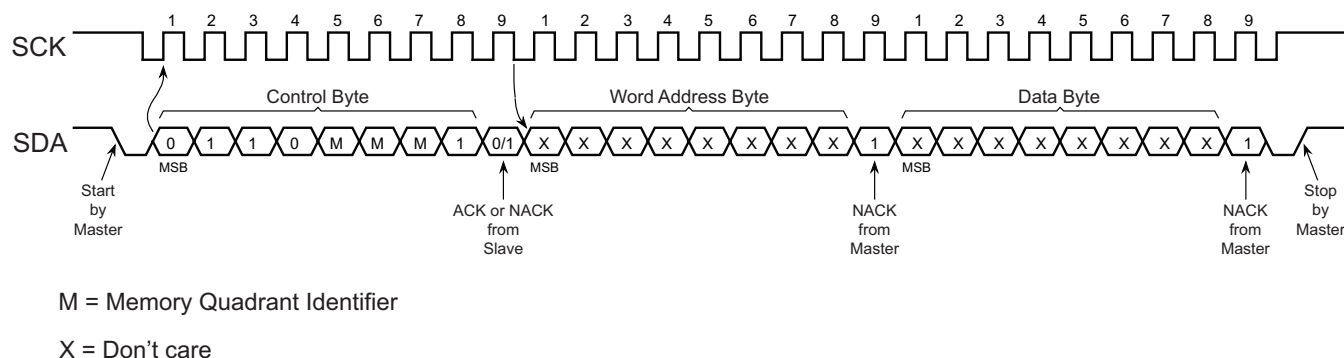 1 2 3 4 5 6 7 8 9 1 2 3 4 5 6 7 8 9 1 2 3 4 5 6 7 8 9
SCK
Control Byte Word Address Byte Data Byte
SDA 0 1 1 0 M M M 1 0/1 X X X X X X X X 1 X X X X X X X X 1
MSB MSB MSB
Start
by
Master
ACK or NACK
from
Slave
NACK
from
Master
NACK
from
Master
Stop
by
Master
M = Memory Quadrant Identifier
X = Don't care